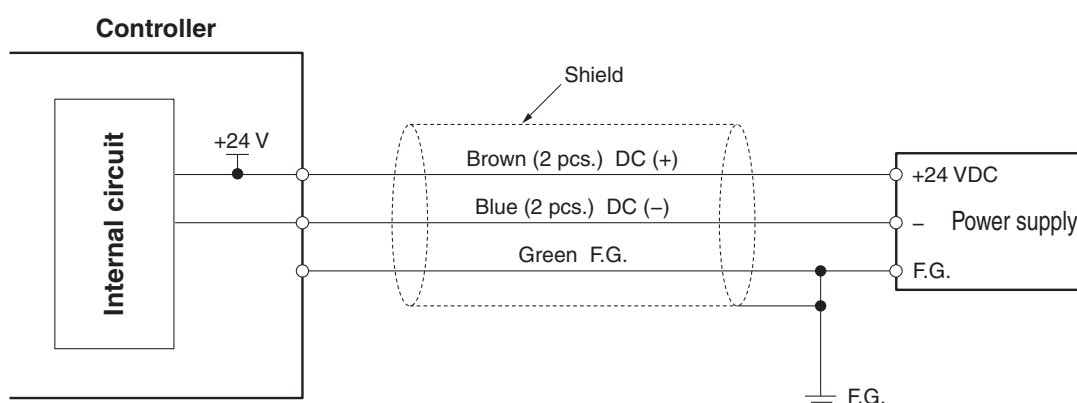 Controller
Shield
Internal circuit
+24 V
Brown (2 pcs.) DC (+)
+24 VDC
Blue (2 pcs.) DC (−)
− Power supply
Green F.G.
F.G.
F.G.